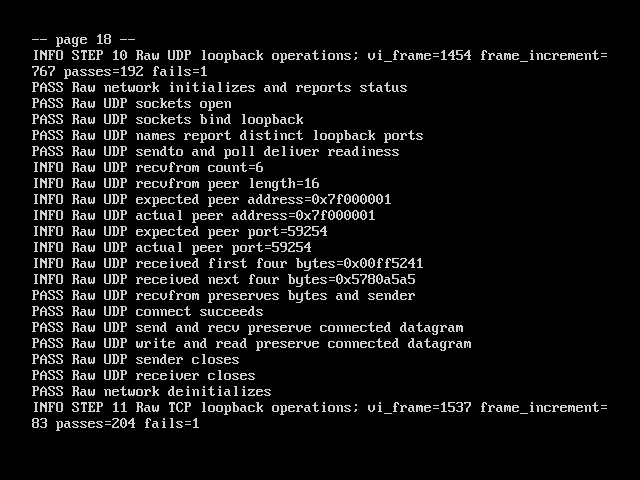 -- page 18 --
INFO STEP 10 Raw UDP loopback operations; vi_frame=1454 frame_increment=
767 passes=192 fails=1
PASS Raw network initializes and reports status
PASS Raw UDP sockets open
PASS Raw UDP sockets bind loopback
PASS Raw UDP names report distinct loopback ports
PASS Raw UDP sendto and poll deliver readiness
INFO Raw UDP recvfrom count=6
INFO Raw UDP recvfrom peer length=16
INFO Raw UDP expected peer address=0x7f000001
INFO Raw UDP actual peer address=0x7f000001
INFO Raw UDP expected peer port=59254
INFO Raw UDP actual peer port=59254
INFO Raw UDP received first four bytes=0x00ff5241
INFO Raw UDP received next four bytes=0x5780a5a5
PASS Raw UDP recvfrom preserves bytes and sender
PASS Raw UDP connect succeeds
PASS Raw UDP send and recv preserve connected datagram
PASS Raw UDP write and read preserve connected datagram
PASS Raw UDP sender closes
PASS Raw UDP receiver closes
PASS Raw network deinitializes
INFO STEP 11 Raw TCP loopback operations; vi_frame=1537 frame_increment=
83 passes=204 fails=1